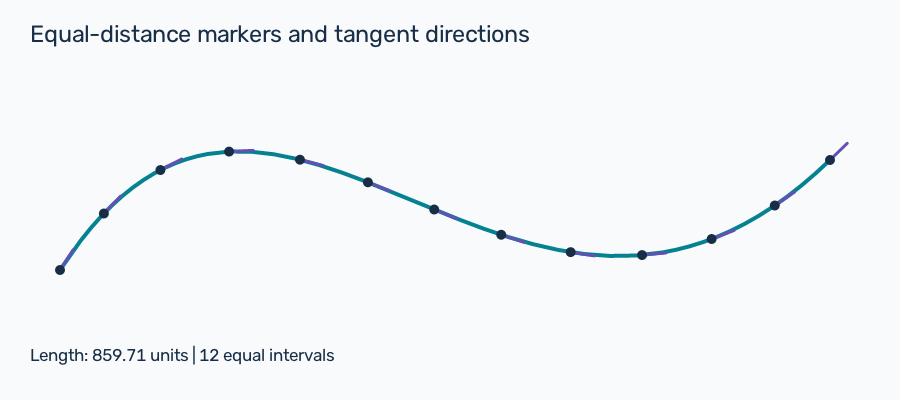 Equal-distance markers and tangent directions
Length: 859.71 units | 12 equal intervals